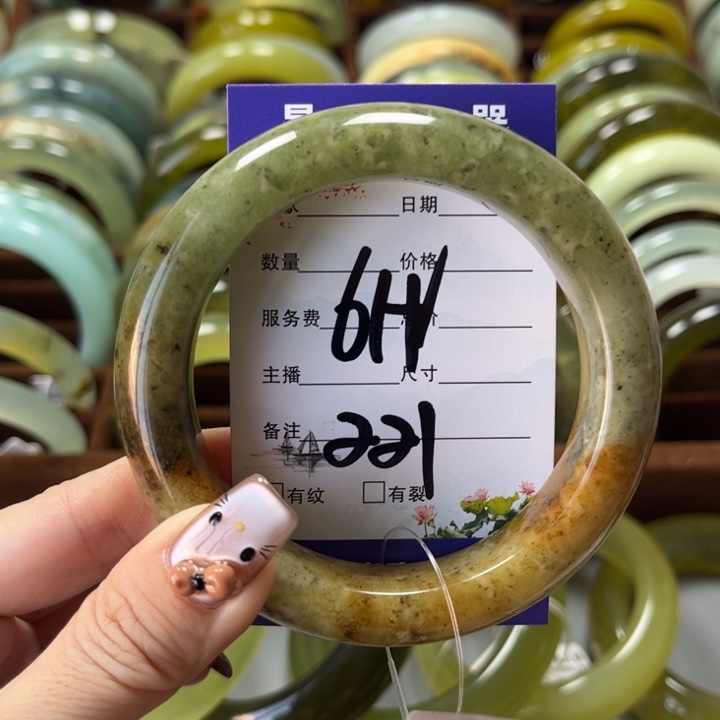 日期
数量 价格
6H
服务费
主播 尺寸
备注
221
有纹 有裂